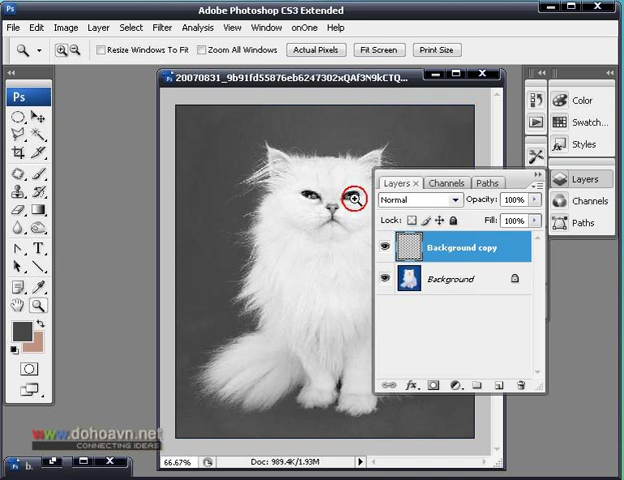 Ps
Adobe Photoshop CS3 Extended
File Edit Image Layer Select Filter Analysis View Window onOne Help
Resize Windows To Fit Zoom All Windows Actual Pixels Fit Screen Print Size
Ps
20070831_9b91fd55876eb6247302xQAf3N9kCTQ...
Color
Swatch...
Styles
Layers
Channels
Paths
Layers Channels Paths
Normal Opacity: 100%
Lock: Fill: 100%
Background copy
Background
T
www.dohoavn.net
CONNECTING IDEAS
66.67% Doc: 989.4K/1.93M
Ps b.